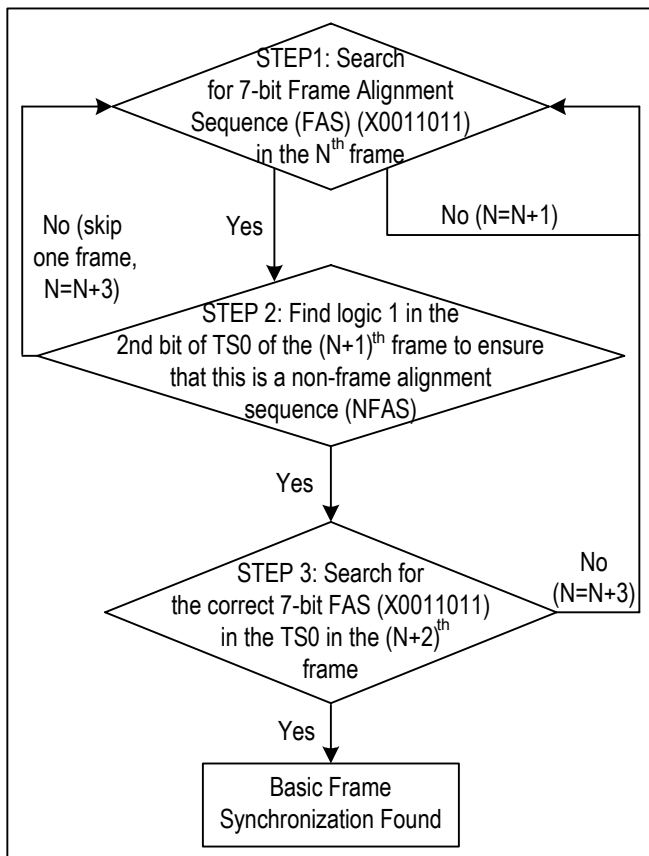 STEP1: Search
for 7-bit Frame Alignment
Sequence (FAS) (X0011011)
in the Nth frame
No (skip
one frame,
N=N+3)
Yes
No (N=N+1)
STEP 2: Find logic 1 in the
2nd bit of TS0 of the (N+1)th frame to ensure
that this is a non-frame alignment
sequence (NFAS)
Yes
STEP 3: Search for
the correct 7-bit FAS (X0011011)
in the TS0 in the (N+2)th
frame
No
(N=N+3)
Yes
Basic Frame
Synchronization Found